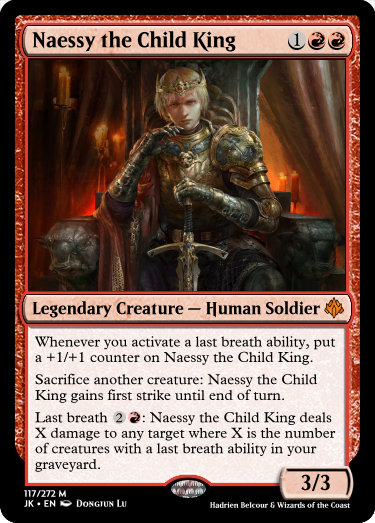 Naessy the Child King 1
Legendary Creature — Human Soldier
Whenever you activate a last breath ability, put
a +1/+1 counter on Naessy the Child King.
Sacrifice another creature: Naessy the Child
King gains first strike until end of turn.
Last breath 2: Naessy the Child King deals
X damage to any target where X is the number
of creatures with a last breath ability in your
graveyard.
3/3
117/272 M
JK • EN Dongjun Lu
Hadrien Belcour & Wizards of the Coast